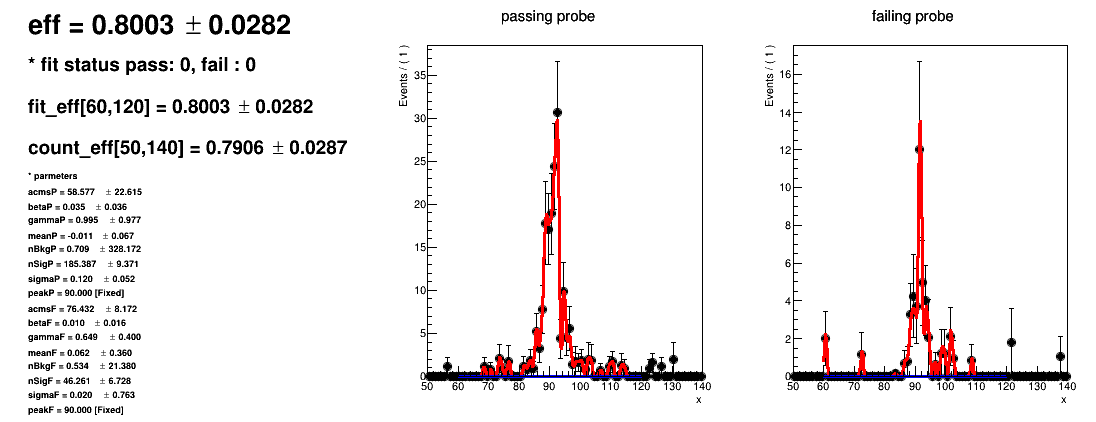 eff = 0.8003 ± 0.0282
* fit status pass: 0, fail : 0
fit_eff[60,120] = 0.8003 ± 0.0282
count_eff[50,140] = 0.7906 ± 0.0287
* parmeters
acmsP = 58.577 ± 22.615
betaP = 0.035 ± 0.036
gammaP = 0.995 ± 0.977
meanP = -0.011 ± 0.067
nBkgP = 0.709 ± 328.172
nSigP = 185.387 ± 9.371
sigmaP = 0.120 ± 0.052
peakP = 90.000 [Fixed]
acmsF = 76.432 ± 8.172
betaF = 0.010 ± 0.016
gammaF = 0.649 ± 0.400
meanF = 0.062 ± 0.360
nBkgF = 0.534 ± 21.380
nSigF = 46.261 ± 6.728
sigmaF = 0.020 ± 0.763
peakF = 90.000 [Fixed]
passing probe
Events / ( 1 )
35
30
25
20
15
10
5
0
50 60 70 80 90 100 110 120 130 140
x
failing probe
Events / ( 1 )
16
14
12
10
8
6
4
2
0
50 60 70 80 90 100 110 120 130 140
x